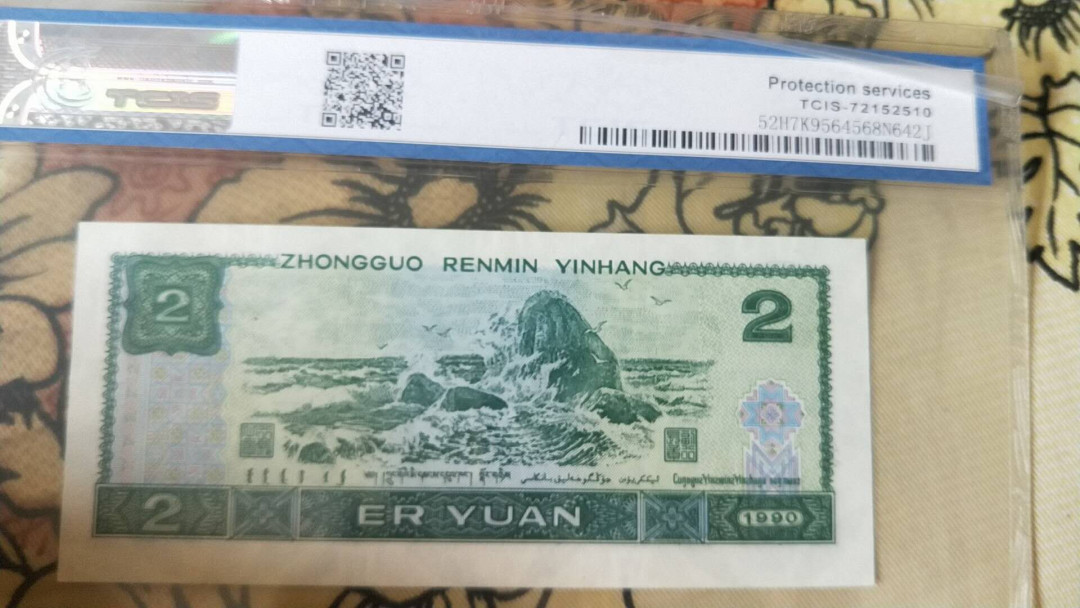 TCIS
Protection services
TCIS-72152510
52H7K9564568N642J
ZHONGGUO RENMIN YINHANG
2
2
2
ER YUAN
1990